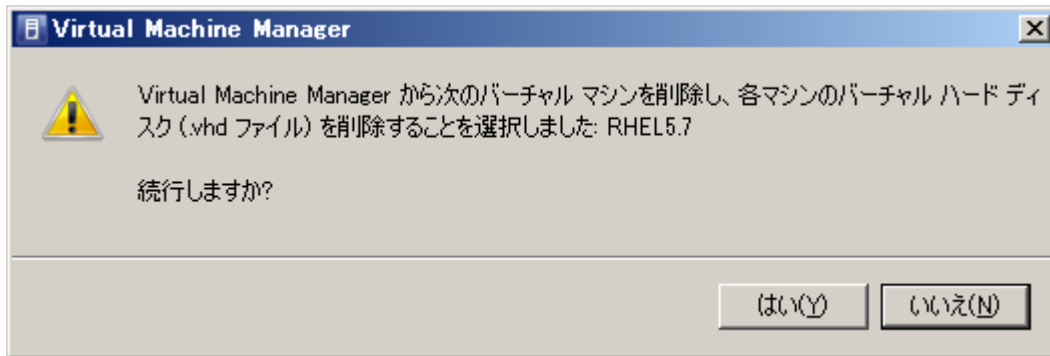 Virtual Machine Manager
Virtual Machine Manager から次のバーチャル マシンを削除し、各マシンのバーチャル ハード ディ
スク (.vhd ファイル) を削除することを選択しました: RHEL5.7
続行しますか?
はい(Y)
いいえ(N)